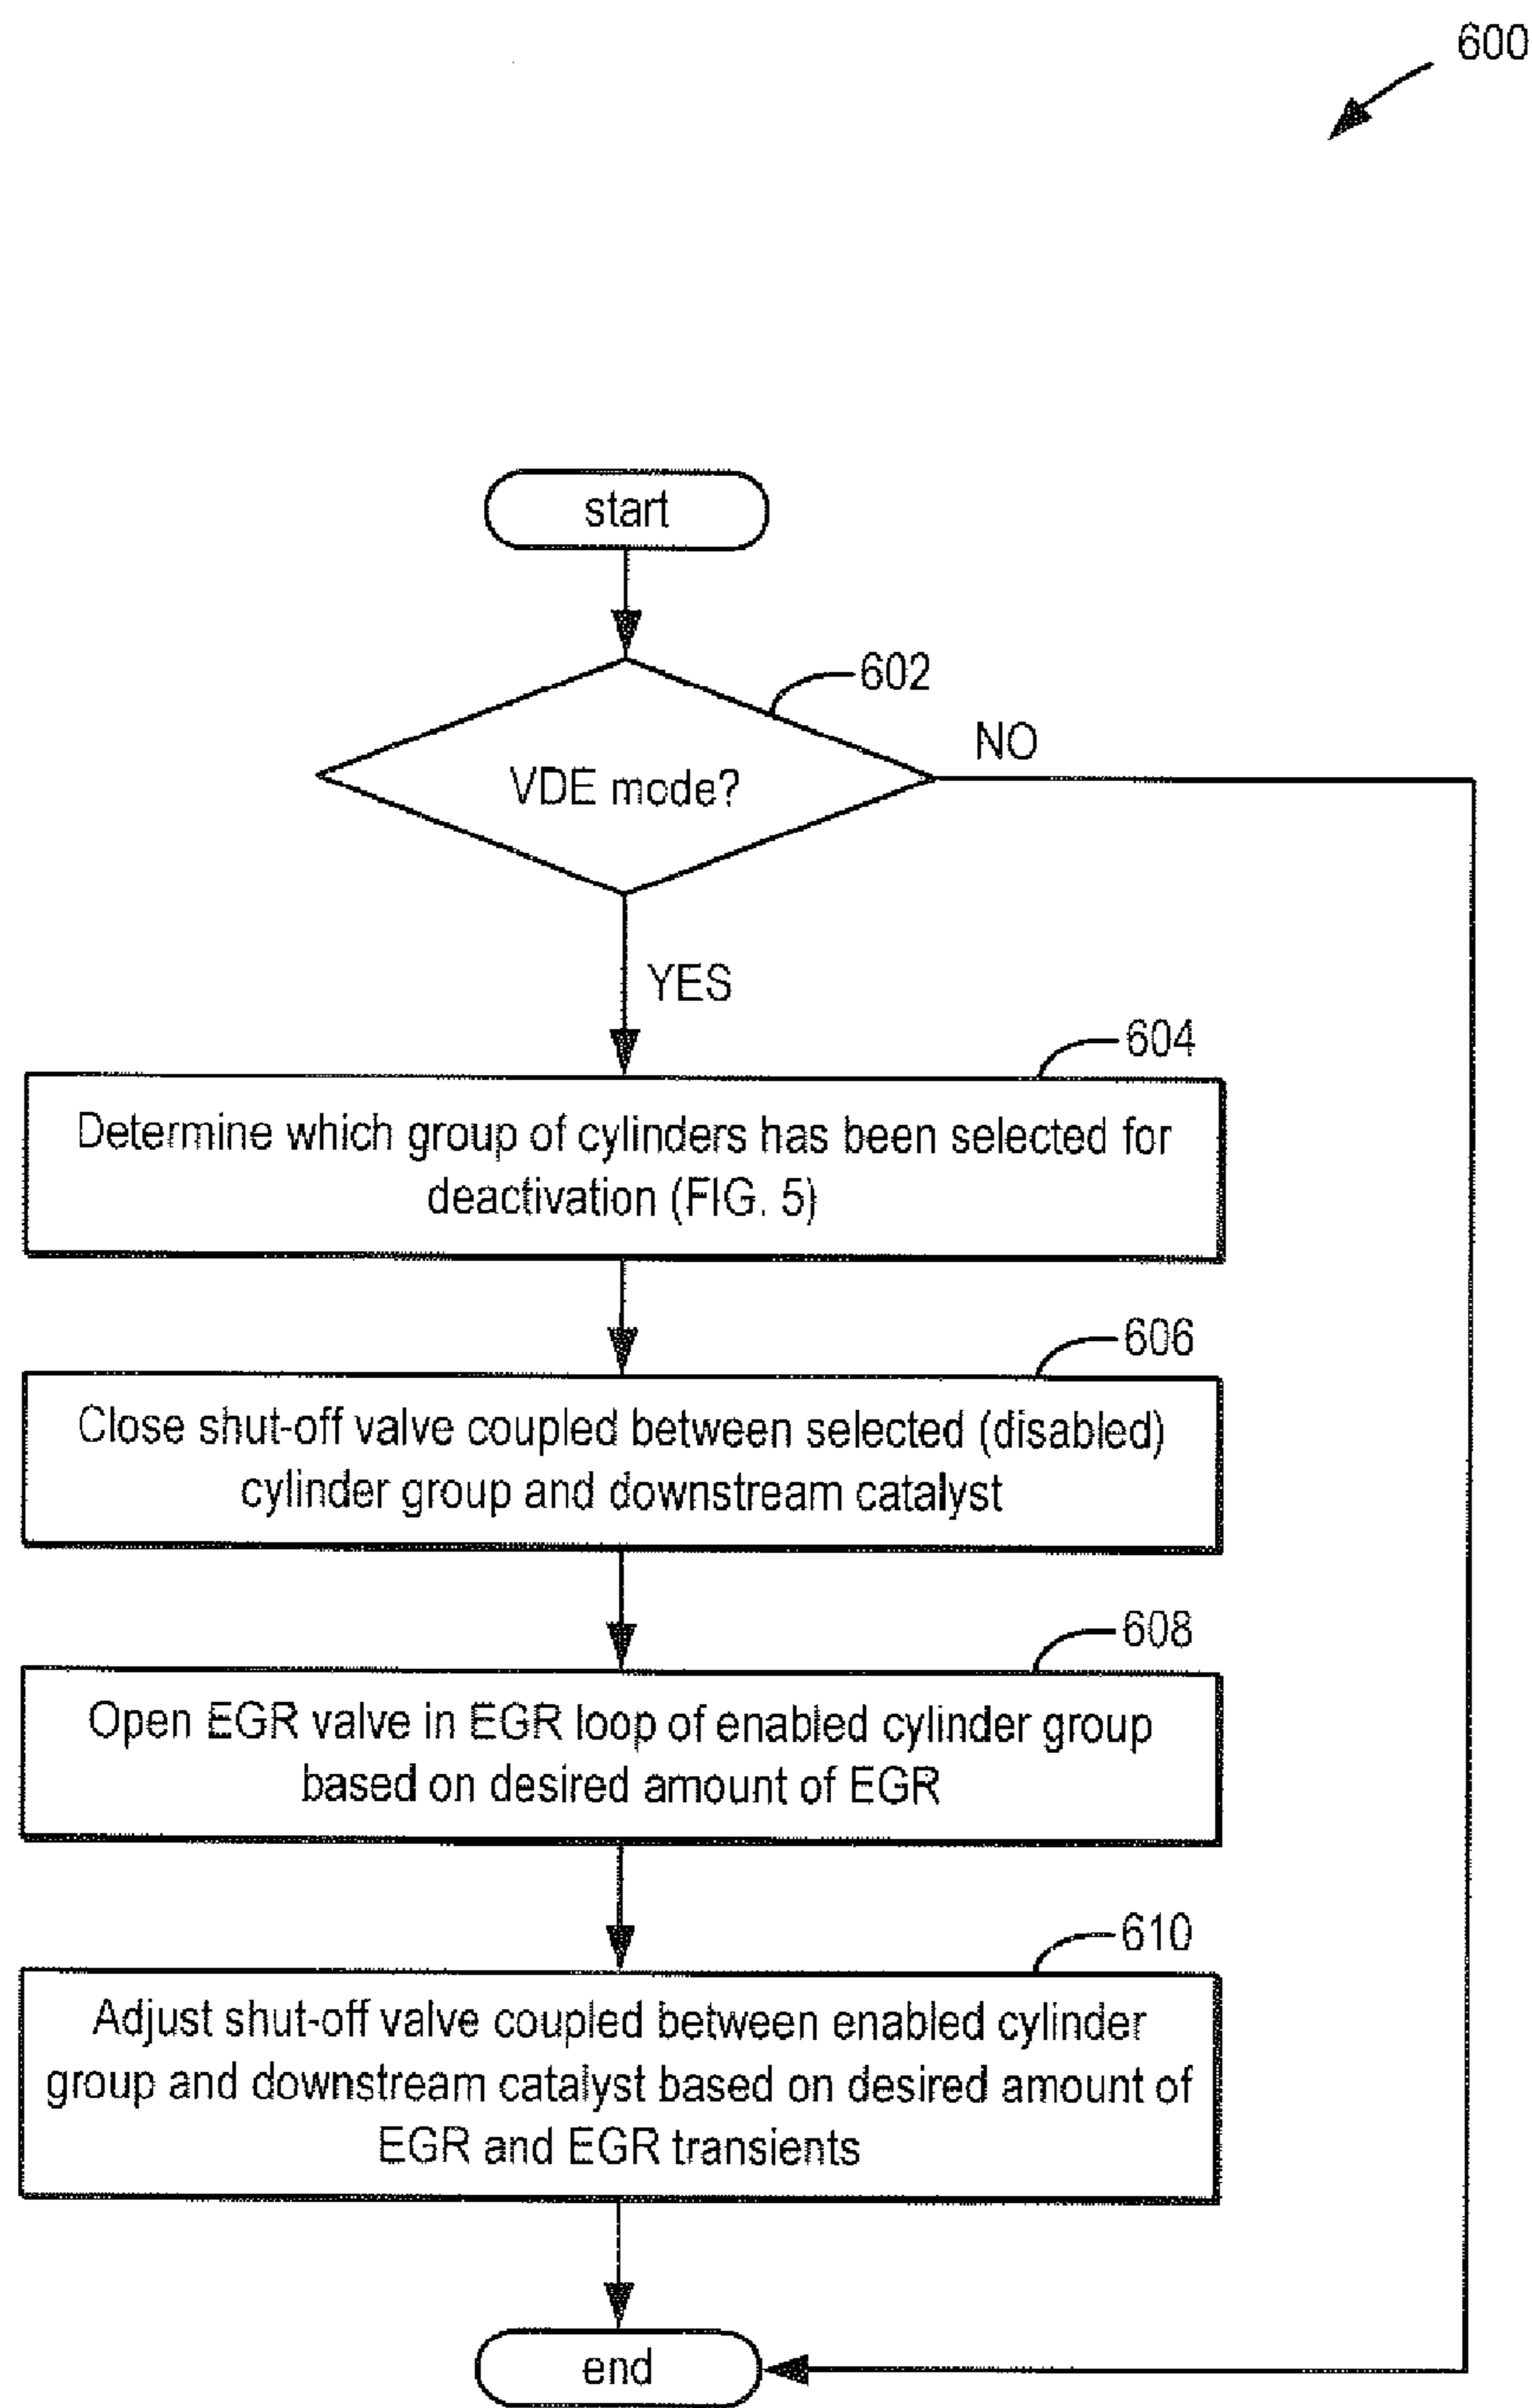 600
start
602
VDE mode?
NO
YES
604
Determine which group of cylinders has been selected for
deactivation (FIG. 5)
606
Close shut-off valve coupled between selected (disabled)
cylinder group and downstream catalyst
608
Open EGR valve in EGR loop of enabled cylinder group
based on desired amount of EGR
610
Adjust shut-off valve coupled between enabled cylinder
group and downstream catalyst based on desired amount of
EGR and EGR transients
end